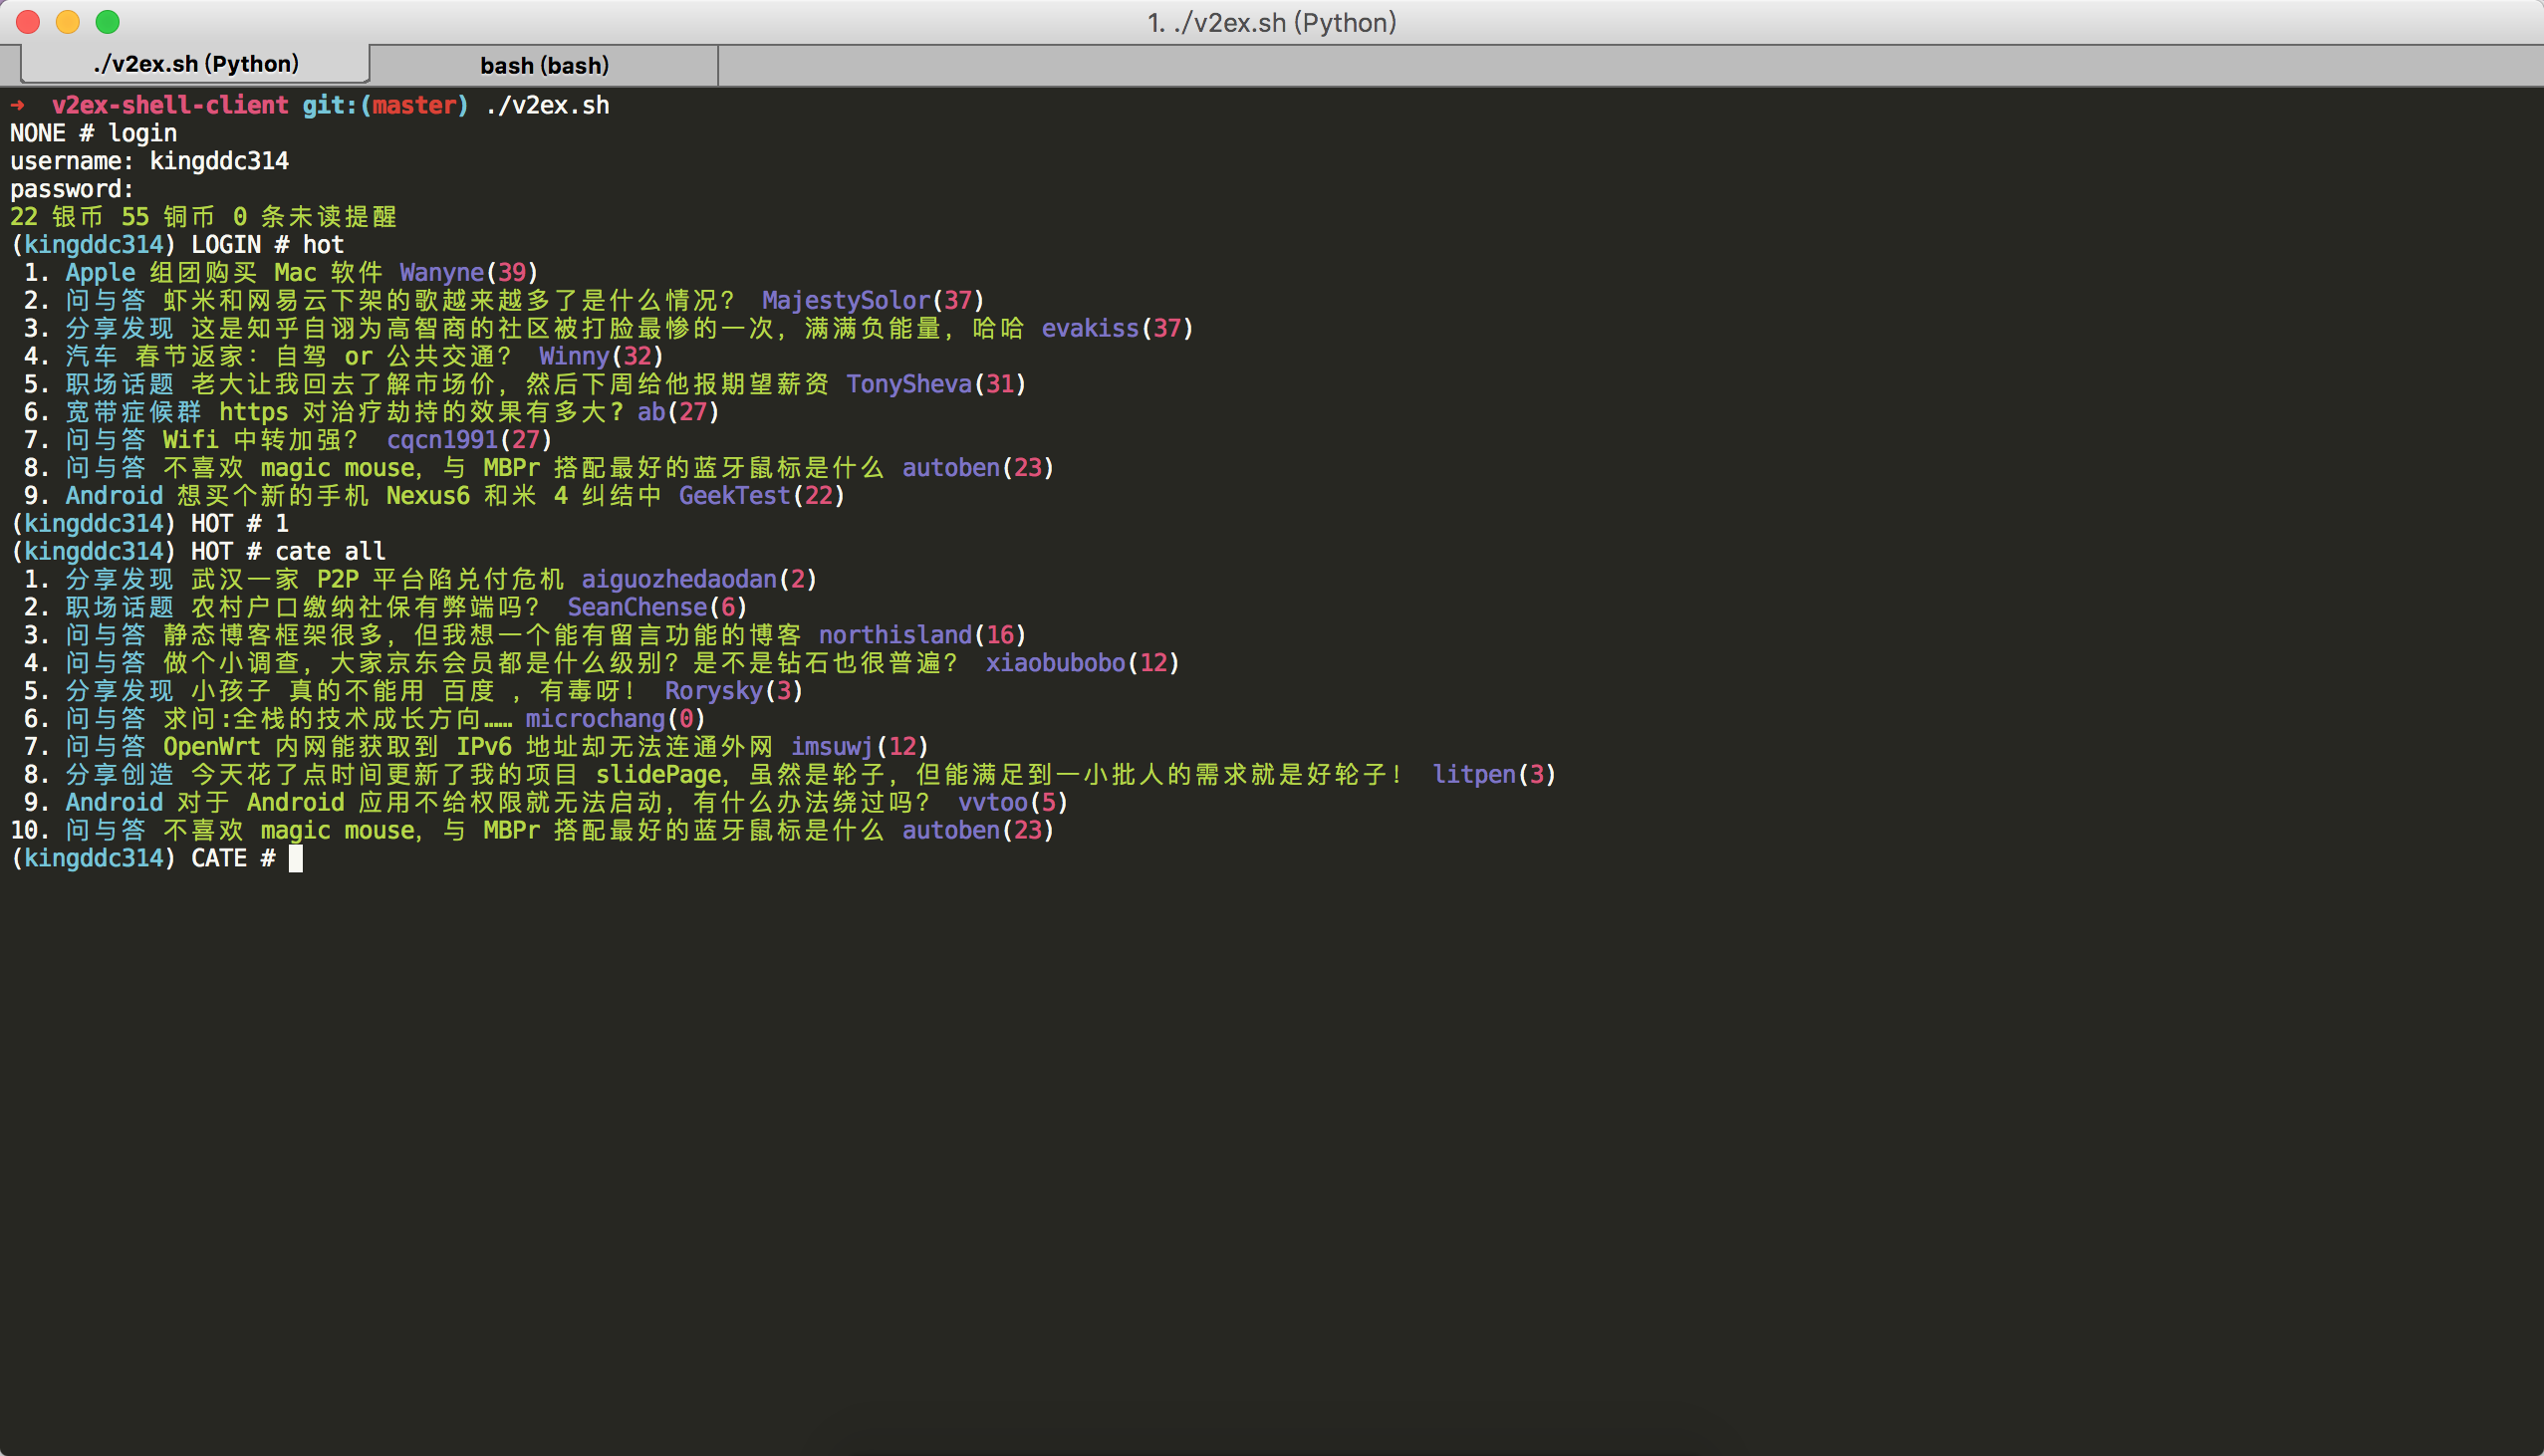 1. ./v2ex.sh (Python)
./v2ex.sh (Python) bash (bash)
➜ v2ex-shell-client git:(master) ./v2ex.sh
NONE # login
username: kingddc314
password:
22 银币 55 铜币 0 条未读提醒
(kingddc314) LOGIN # hot
1. Apple 组团购买 Mac 软件 Wanyne(39)
2. 问与答 虾米和网易云下架的歌越来越多了是什么情况？ MajestySolor(37)
3. 分享发现 这是知乎自诩为高智商的社区被打脸最惨的一次，满满负能量，哈哈 evakiss(37)
4. 汽车 春节返家：自驾 or 公共交通？ Winny(32)
5. 职场话题 老大让我回去了解市场价，然后下周给他报期望薪资 TonySheva(31)
6. 宽带症候群 https 对治疗劫持的效果有多大? ab(27)
7. 问与答 Wifi 中转加强？ cqcn1991(27)
8. 问与答 不喜欢 magic mouse，与 MBPr 搭配最好的蓝牙鼠标是什么 autoben(23)
9. Android 想买个新的手机 Nexus6 和米 4 纠结中 GeekTest(22)
(kingddc314) HOT # 1
(kingddc314) HOT # cate all
1. 分享发现 武汉一家 P2P 平台陷兑付危机 aiguozhedaodan(2)
2. 职场话题 农村户口缴纳社保有弊端吗？ SeanChense(6)
3. 问与答 静态博客框架很多，但我想一个能有留言功能的博客 northisland(16)
4. 问与答 做个小调查，大家京东会员都是什么级别？是不是钻石也很普遍？ xiaobubobo(12)
5. 分享发现 小孩子 真的不能用 百度 ，有毒呀！ Rorysky(3)
6. 问与答 求问:全栈的技术成长方向…… microchang(0)
7. 问与答 OpenWrt 内网能获取到 IPv6 地址却无法连通外网 imsuwj(12)
8. 分享创造 今天花了点时间更新了我的项目 slidePage，虽然是轮子，但能满足到一小批人的需求就是好轮子！ litpen(3)
9. Android 对于 Android 应用不给权限就无法启动，有什么办法绕过吗？ vvtoo(5)
10. 问与答 不喜欢 magic mouse，与 MBPr 搭配最好的蓝牙鼠标是什么 autoben(23)
(kingddc314) CATE #